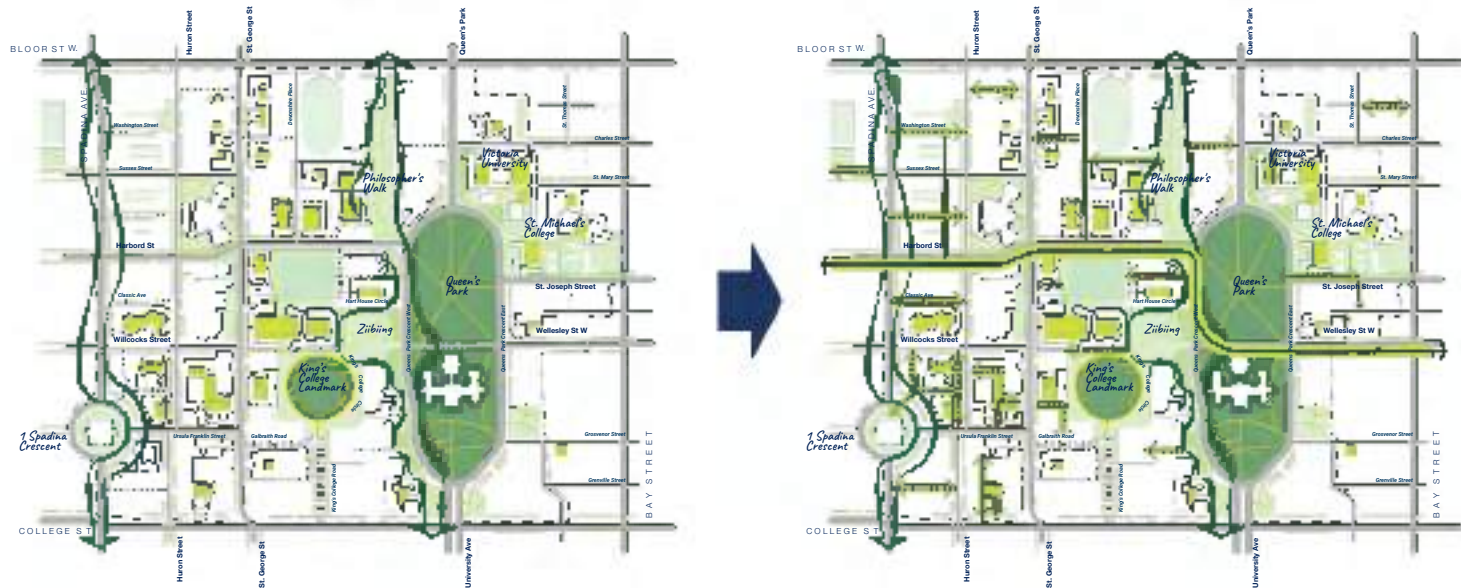 Huron Street
St. George St
Queen's Park
BLOOR ST W.
SPADINA AVE.
Devonshire Place
St. Thomas Street
Washington Street
Charles Street
Victoria
University
Sussex Street
Philosopher's
Walk
St. Mary Street
St. Michael's
College
Harbord St
Queen's
Park
St. Joseph Street
Classic Ave
Hart House Circle
Ziibiing
Queens Park Crescent West
Queens Park Crescent East
Wellesley St W
Willcocks Street
King's
College
Landmark
King's College Circle
1 Spadina
Crescent
Ursula Franklin Street
Galbraith Road
Grosvenor Street
King's College Road
Grenville Street
BAY STREET
COLLEGE ST
Huron Street
St. George St
University Ave
Huron Street
St. George St
Queen's Park
BLOOR ST W.
SPADINA AVE.
Devonshire Place
St. Thomas Street
Washington Street
Charles Street
Victoria
University
Sussex Street
Philosopher's
Walk
St. Mary Street
St. Michael's
College
Harbord St
Queen's
Park
St. Joseph Street
Classic Ave
Hart House Circle
Ziibiing
Queens Park Crescent West
Queens Park Crescent East
Wellesley St W
Willcocks Street
King's
College
Landmark
King's College Circle
1 Spadina
Crescent
Ursula Franklin Street
Galbraith Road
Grosvenor Street
King's College Road
Grenville Street
BAY STREET
COLLEGE ST
Huron Street
St. George St
University Ave